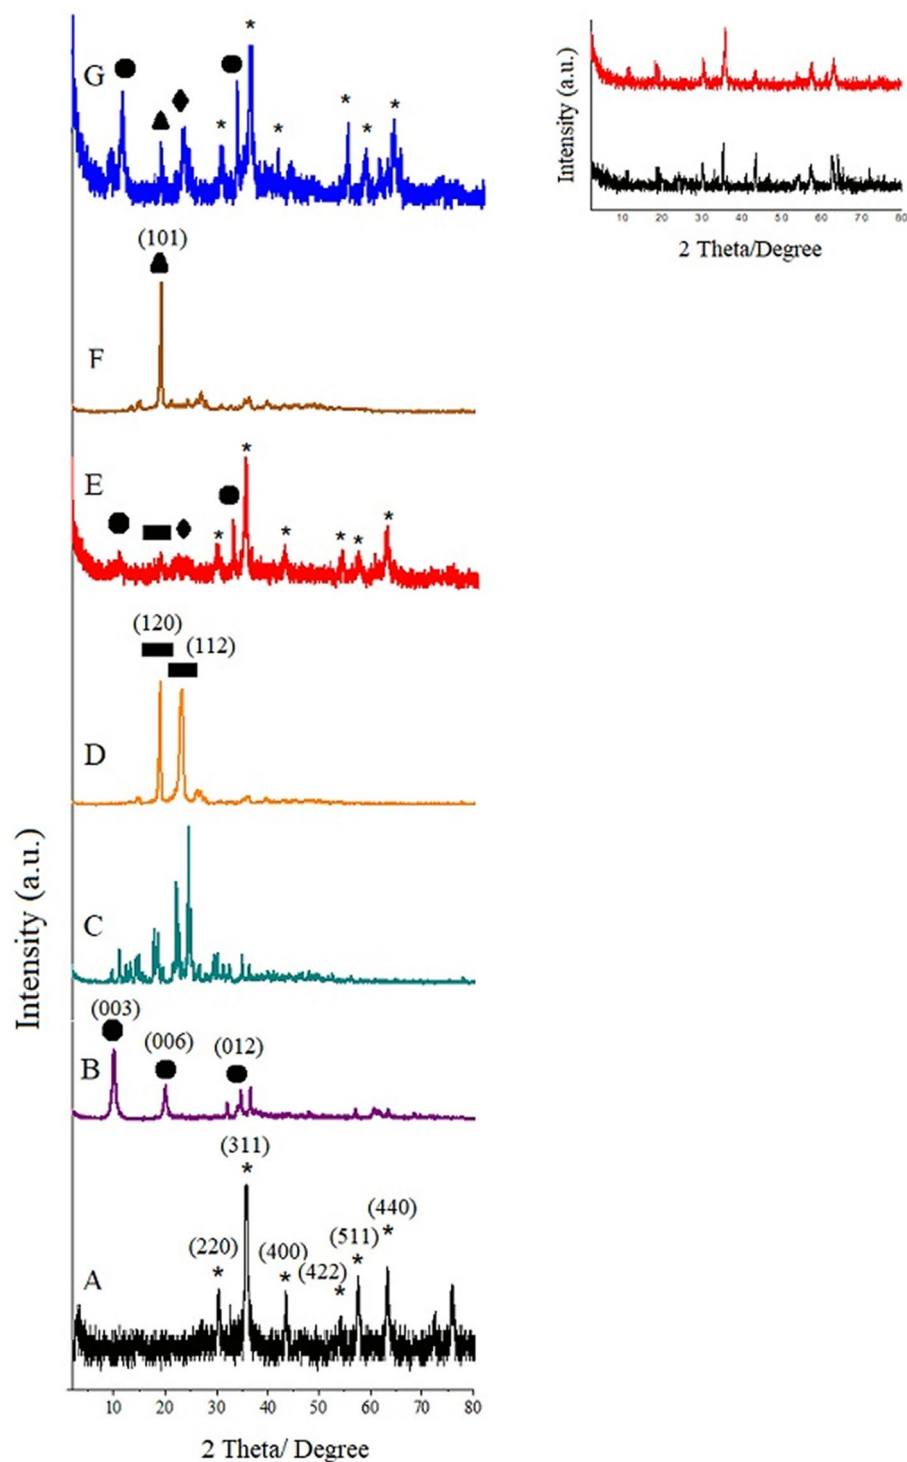 G
*
*
*
*
*
*
(101)
F
E
*
*
*
*
*
*
(120)
(112)
D
C
(003)
(006)
(012)
B
(311)
*
(440)
*
(511)
*
(220)
*
(400)
*
(422)
*
A
10 20 30 40 50 60 70 80
2 Theta/ Degree
Intensity (a.u.)
Intensity (a.u.)
10 20 30 40 50 60 70 80
2 Theta/Degree